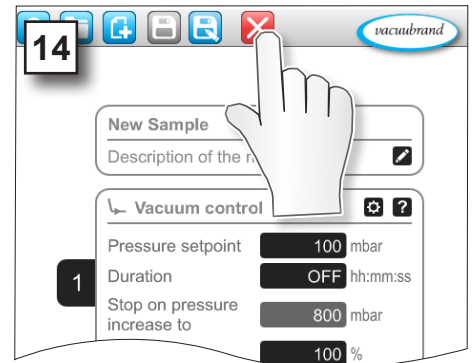 14
vacuubrand
New Sample
Description of the n
Vacuum control
?
Pressure setpoint 100 mbar
1
Duration OFF hh:mm:ss
Stop on pressure
increase to 800 mbar
100 %